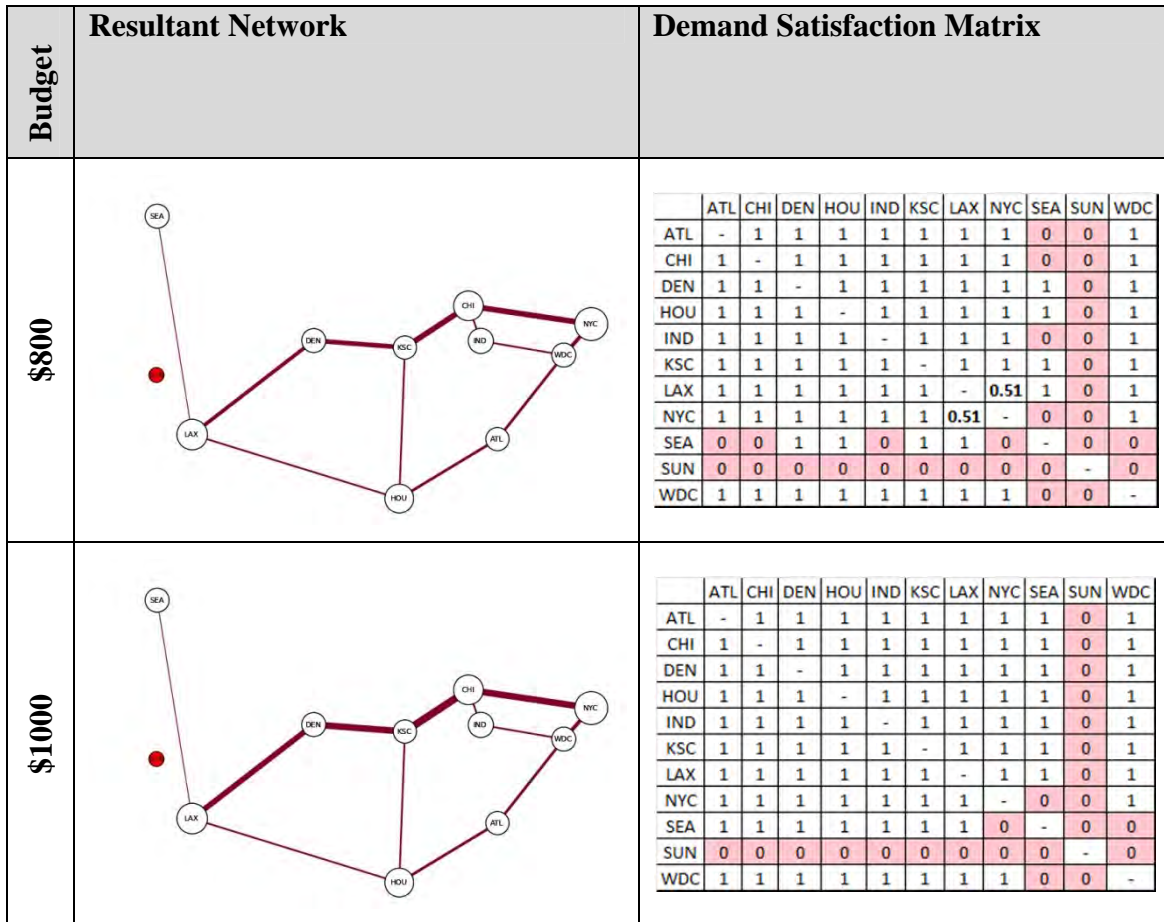 Budget
Resultant Network
Demand Satisfaction Matrix
$800
SEA
CHI
NYC
DEN
KSC
IND
WDC
LAX
ATL
HOU
ATL CHI DEN HOU IND KSC LAX NYC SEA SUN WDC
ATL - 1 1 1 1 1 1 1 0 0 1
CHI 1 - 1 1 1 1 1 1 0 0 1
DEN 1 1 - 1 1 1 1 1 1 0 1
HOU 1 1 1 - 1 1 1 1 1 0 1
IND 1 1 1 1 - 1 1 1 0 0 1
KSC 1 1 1 1 1 - 1 1 1 0 1
LAX 1 1 1 1 1 1 - 0.51 1 0 1
NYC 1 1 1 1 1 1 0.51 - 0 0 1
SEA 0 0 1 1 0 1 1 0 - 0 0
SUN 0 0 0 0 0 0 0 0 0 - 0
WDC 1 1 1 1 1 1 1 1 0 0 -
$1000
SEA
CHI
NYC
DEN
KSC
IND
WDC
LAX
ATL
HOU
ATL CHI DEN HOU IND KSC LAX NYC SEA SUN WDC
ATL - 1 1 1 1 1 1 1 1 0 1
CHI 1 - 1 1 1 1 1 1 1 0 1
DEN 1 1 - 1 1 1 1 1 1 0 1
HOU 1 1 1 - 1 1 1 1 1 0 1
IND 1 1 1 1 - 1 1 1 1 0 1
KSC 1 1 1 1 1 - 1 1 1 0 1
LAX 1 1 1 1 1 1 - 1 1 0 1
NYC 1 1 1 1 1 1 1 - 0 0 1
SEA 1 1 1 1 1 1 1 0 - 0 0
SUN 0 0 0 0 0 0 0 0 0 - 0
WDC 1 1 1 1 1 1 1 1 0 0 -